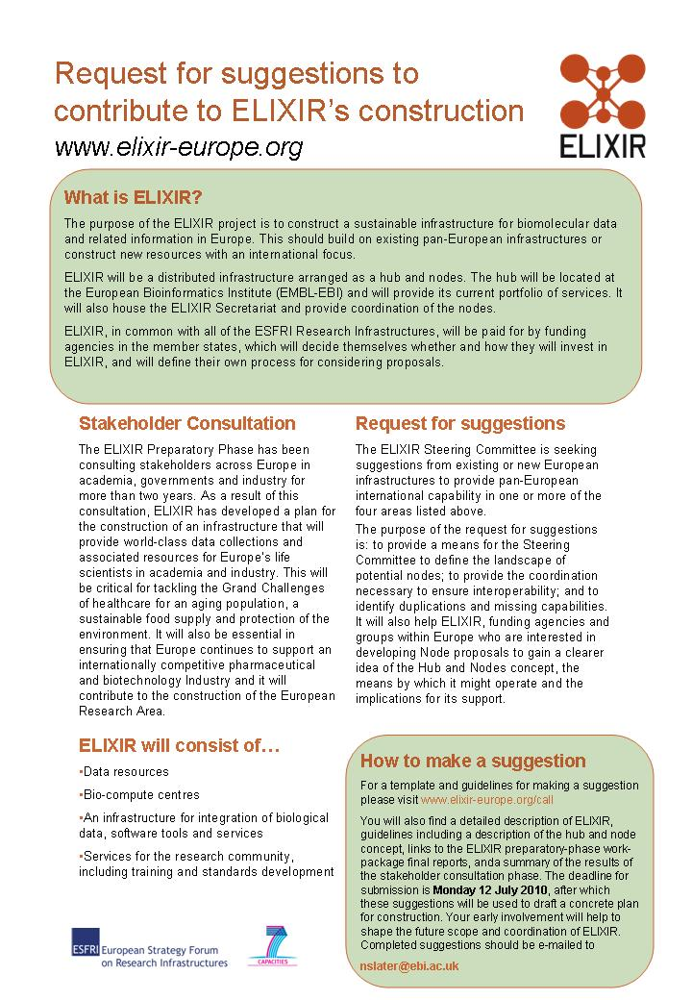 Request for suggestions to
contribute to ELIXIR's construction
www.elixir-europe.org
ELIXIR
What is ELIXIR?
The purpose of the ELIXIR project is to construct a sustainable infrastructure for biomolecular data
and related information in Europe. This should build on existing pan-European infrastructures or
construct new resources with an international focus.
ELIXIR will be a distributed infrastructure arranged as a hub and nodes. The hub will be located at
the European Bioinformatics Institute (EMBL-EBI) and will provide its current portfolio of services. It
will also house the ELIXIR Secretariat and provide coordination of the nodes.
ELIXIR, in common with all of the ESFRI Research Infrastructures, will be paid for by funding
agencies in the member states, which will decide themselves whether and how they will invest in
ELIXIR, and will define their own process for considering proposals.
Stakeholder Consultation
The ELIXIR Preparatory Phase has been
consulting stakeholders across Europe in
academia, governments and industry for
more than two years. As a result of this
consultation, ELIXIR has developed a plan for
the construction of an infrastructure that will
provide world-class data collections and
associated resources for Europe's life
scientists in academia and industry. This will
be critical for tackling the Grand Challenges
of healthcare for an aging population, a
sustainable food supply and protection of the
environment. It will also be essential in
ensuring that Europe continues to support an
internationally competitive pharmaceutical
and biotechnology Industry and it will
contribute to the construction of the European
Research Area.
ELIXIR will consist of…
•Data resources
•Bio-compute centres
•An infrastructure for integration of biological
data, software tools and services
•Services for the research community,
including training and standards development
Request for suggestions
The ELIXIR Steering Committee is seeking
suggestions from existing or new European
infrastructures to provide pan-European
international capability in one or more of the
four areas listed above.
The purpose of the request for suggestions
is: to provide a means for the Steering
Committee to define the landscape of
potential nodes; to provide the coordination
necessary to ensure interoperability; and to
identify duplications and missing capabilities.
It will also help ELIXIR, funding agencies and
groups within Europe who are interested in
developing Node proposals to gain a clearer
idea of the Hub and Nodes concept, the
means by which it might operate and the
implications for its support.
How to make a suggestion
For a template and guidelines for making a suggestion
please visit www.elixir-europe.org/call
You will also find a detailed description of ELIXIR,
guidelines including a description of the hub and node
concept, links to the ELIXIR preparatory-phase work-
package final reports, anda summary of the results of
the stakeholder consultation phase. The deadline for
submission is Monday 12 July 2010, after which
these suggestions will be used to draft a concrete plan
for construction. Your early involvement will help to
shape the future scope and coordination of ELIXIR.
Completed suggestions should be e-mailed to
nslater@ebi.ac.uk
ESFRI European Strategy Forum
on Research Infrastructures
7
CAPACITIES